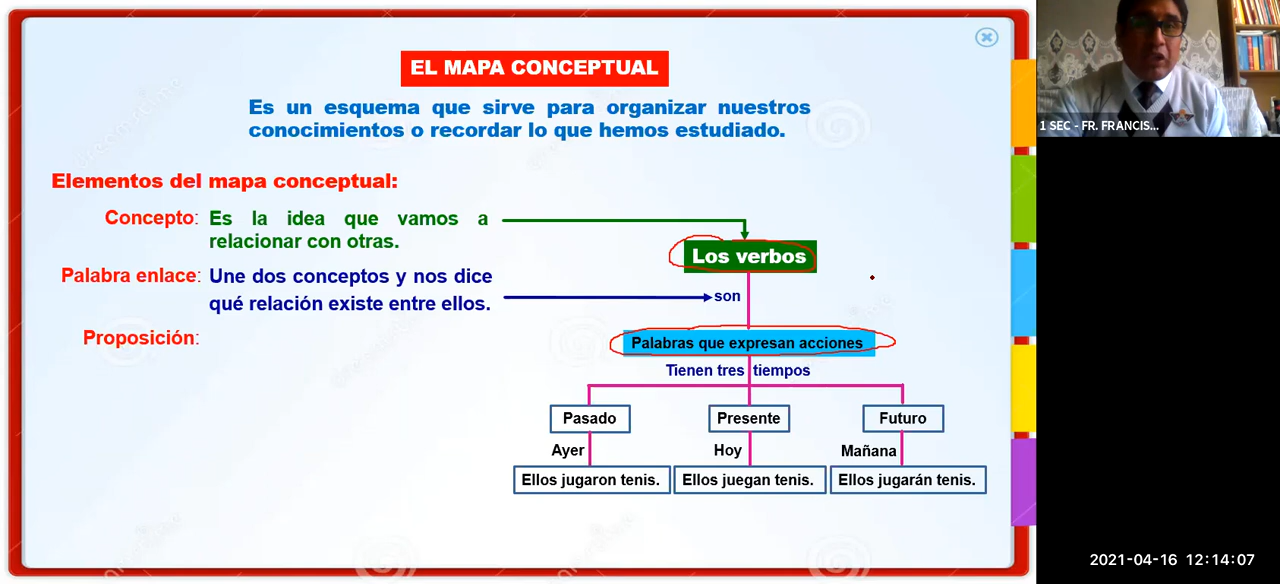 EL MAPA CONCEPTUAL
Es un esquema que sirve para organizar nuestros
conocimientos o recordar lo que hemos estudiado.
Elementos del mapa conceptual:
Concepto: Es la idea que vamos a
relacionar con otras.
Palabra enlace: Une dos conceptos y nos dice
qué relación existe entre ellos.
Proposición:
Los verbos
son
Palabras que expresan acciones
Tienen tres tiempos
Pasado Presente Futuro
Ayer Hoy Mañana
Ellos jugaron tenis. Ellos juegan tenis. Ellos jugarán tenis.
1 SEC - FR. FRANCIS...
2021-04-16 12:14:07